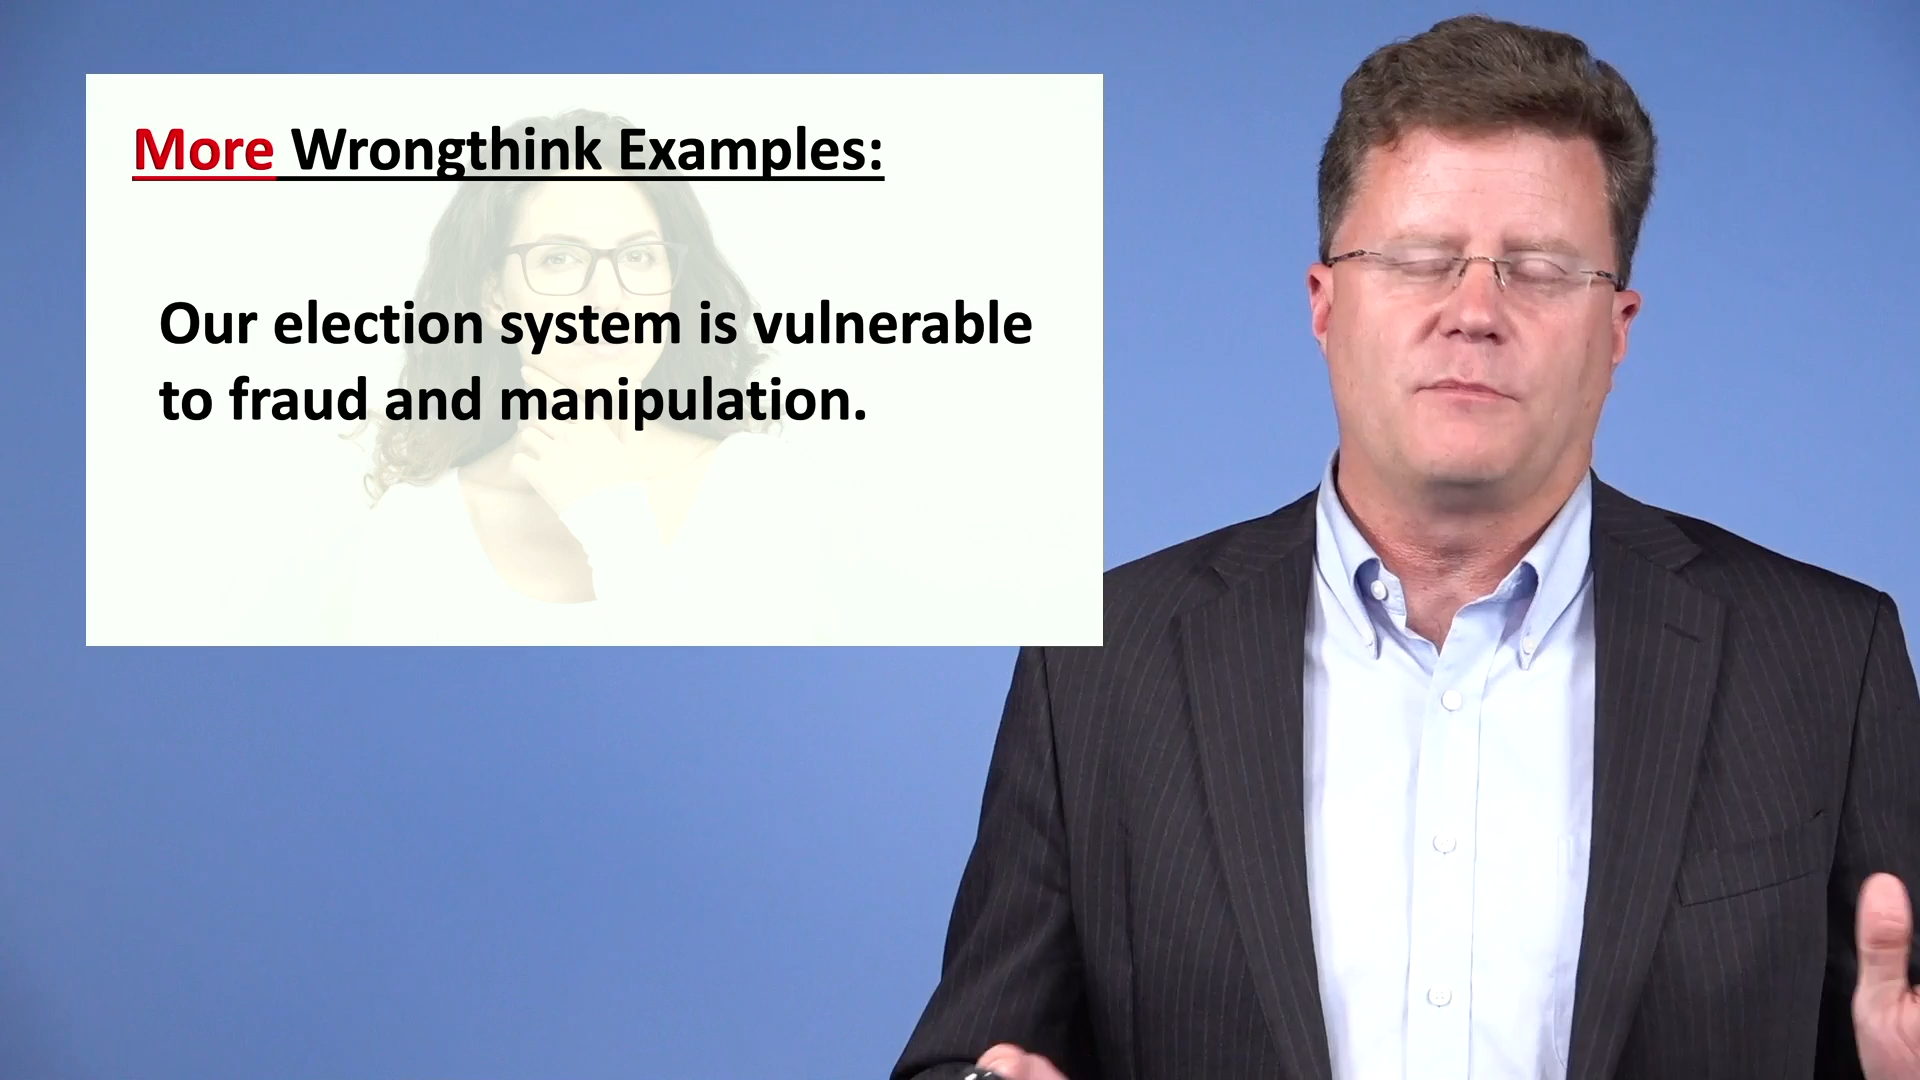 More Wrongthink Examples:
Our election system is vulnerable
to fraud and manipulation.